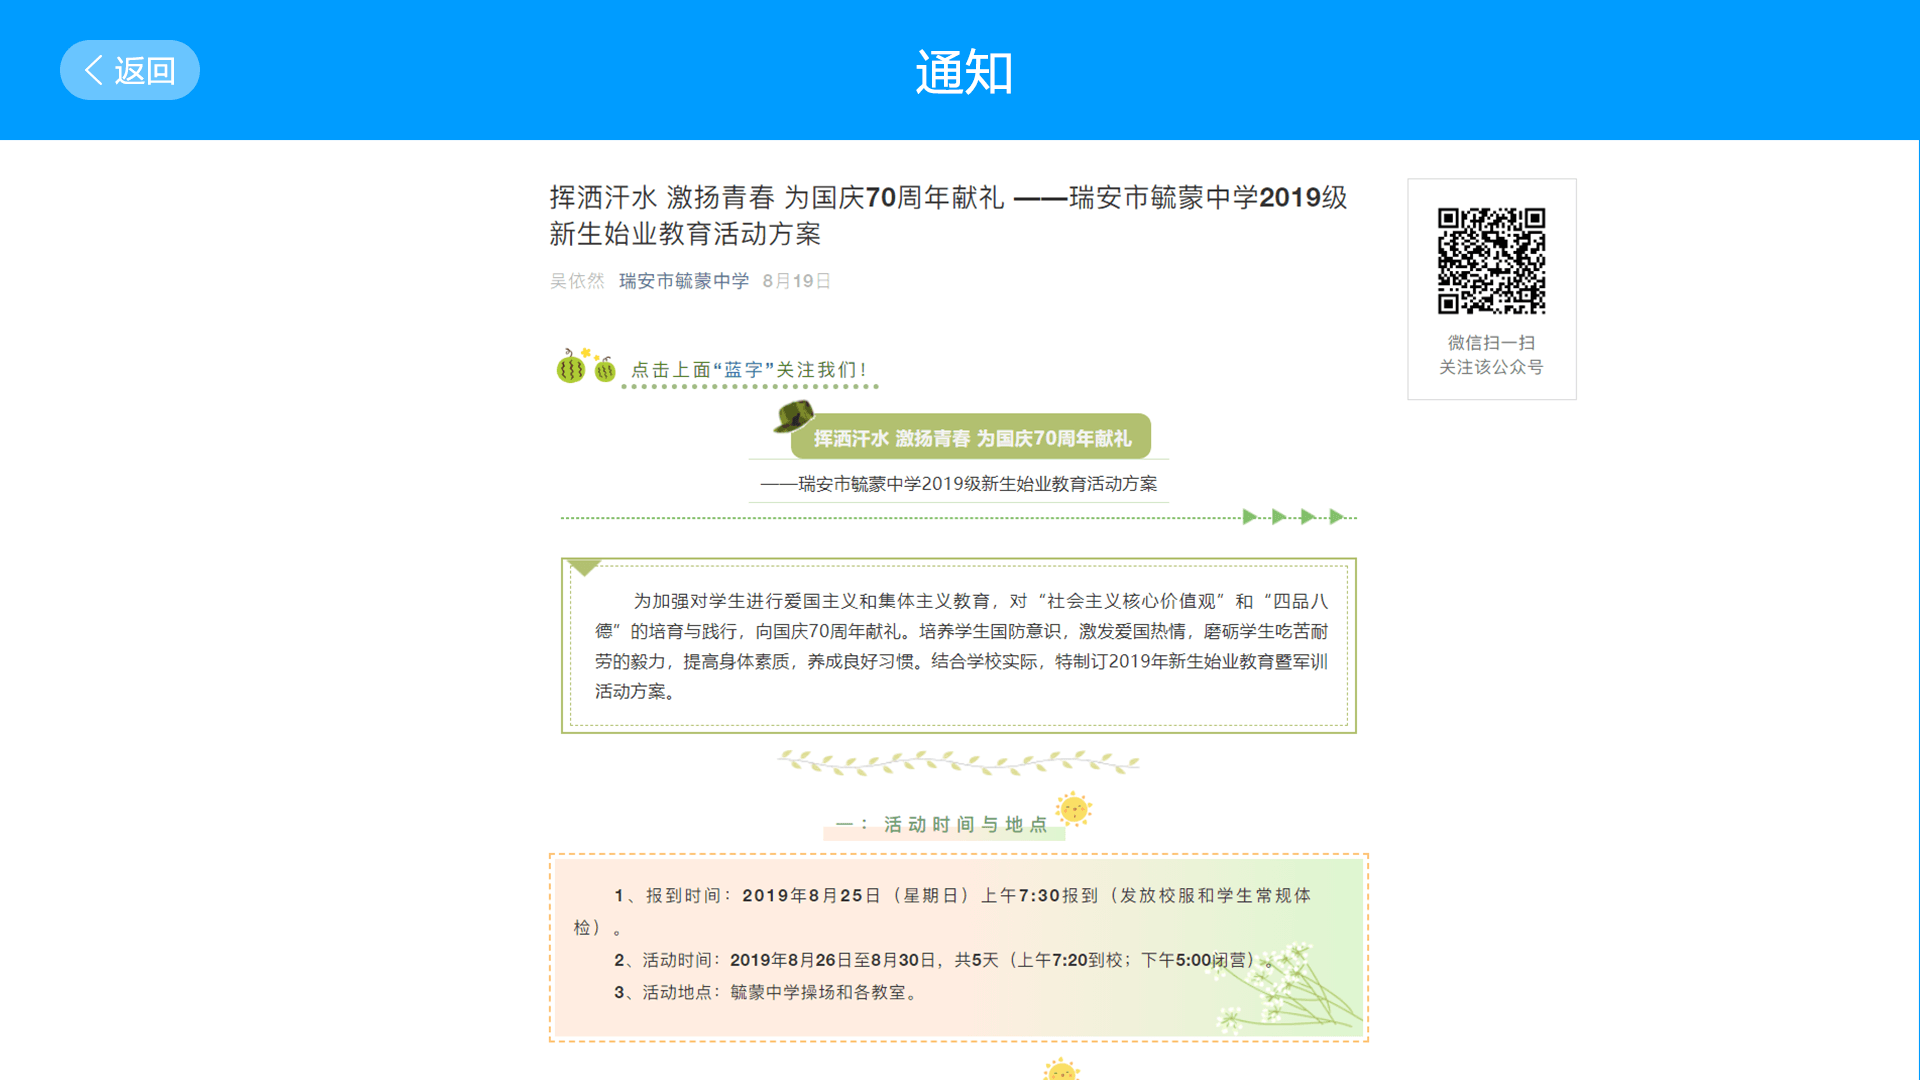 返回
通知
挥洒汗水 激扬青春 为国庆70周年献礼 ——瑞安市毓蒙中学2019级
新生始业教育活动方案
吴依然 瑞安市毓蒙中学 8月19日
微信扫一扫
关注该公众号
点击上面“蓝字”关注我们！
挥洒汗水 激扬青春 为国庆70周年献礼
——瑞安市毓蒙中学2019级新生始业教育活动方案
为加强对学生进行爱国主义和集体主义教育，对“社会主义核心价值观”和“四品八
德”的培育与践行，向国庆70周年献礼。培养学生国防意识，激发爱国热情，磨砺学生吃苦耐
劳的毅力，提高身体素质，养成良好习惯。结合学校实际，特制订2019年新生始业教育暨军训
活动方案。
一：活动时间与地点
1、报到时间：2019年8月25日（星期日）上午7:30报到（发放校服和学生常规体
检）。
2、活动时间：2019年8月26日至8月30日，共5天（上午7:20到校；下午5:00闭营）。
3、活动地点：毓蒙中学操场和各教室。